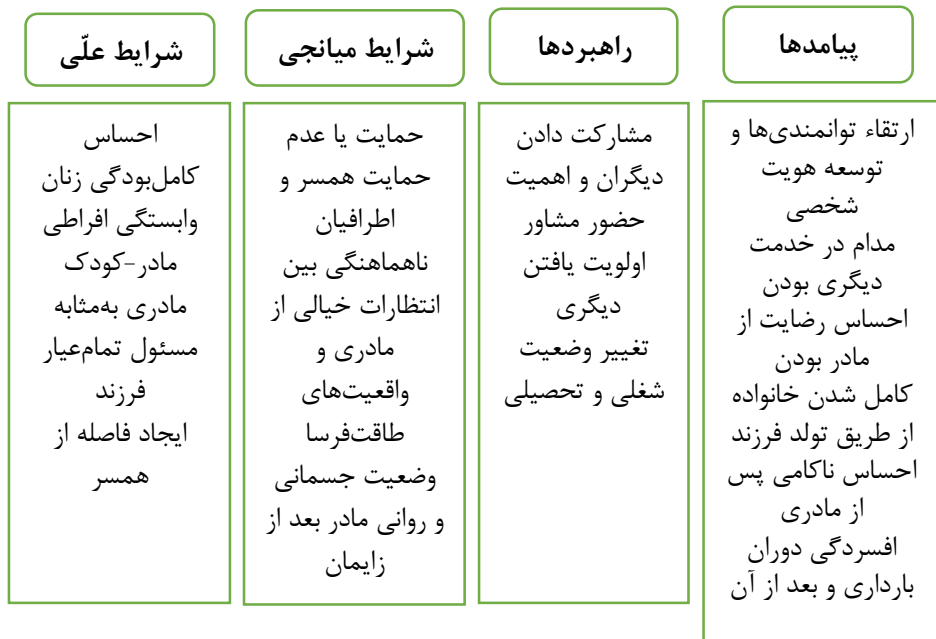 شرایط علّی
احساس
کامل‌بودگی زنان
وابستگی افراطی
مادر-کودک
مادری به‌مثابه
مسئول تمام‌عیار
فرزند
ایجاد فاصله از
همسر
شرایط میانجی
حمایت یا عدم
حمایت همسر و
اطرافیان
ناهماهنگی بین
انتظارات خیالی از
مادری و
واقعیت‌های
طاقت‌فرسا
وضعیت جسمانی
و روانی مادر بعد از
زایمان
راهبردها
مشارکت دادن
دیگران و اهمیت
حضور مشاور
اولویت یافتن
دیگری
تغییر وضعیت
شغلی و تحصیلی
پیامدها
ارتقاء توانمندی‌ها و
توسعه هویت
شخصی
مدام در خدمت
دیگری بودن
احساس رضایت از
مادر بودن
کامل شدن خانواده
از طریق تولد فرزند
احساس ناکامی پس
از مادری
افسردگی دوران
بارداری و بعد از آن